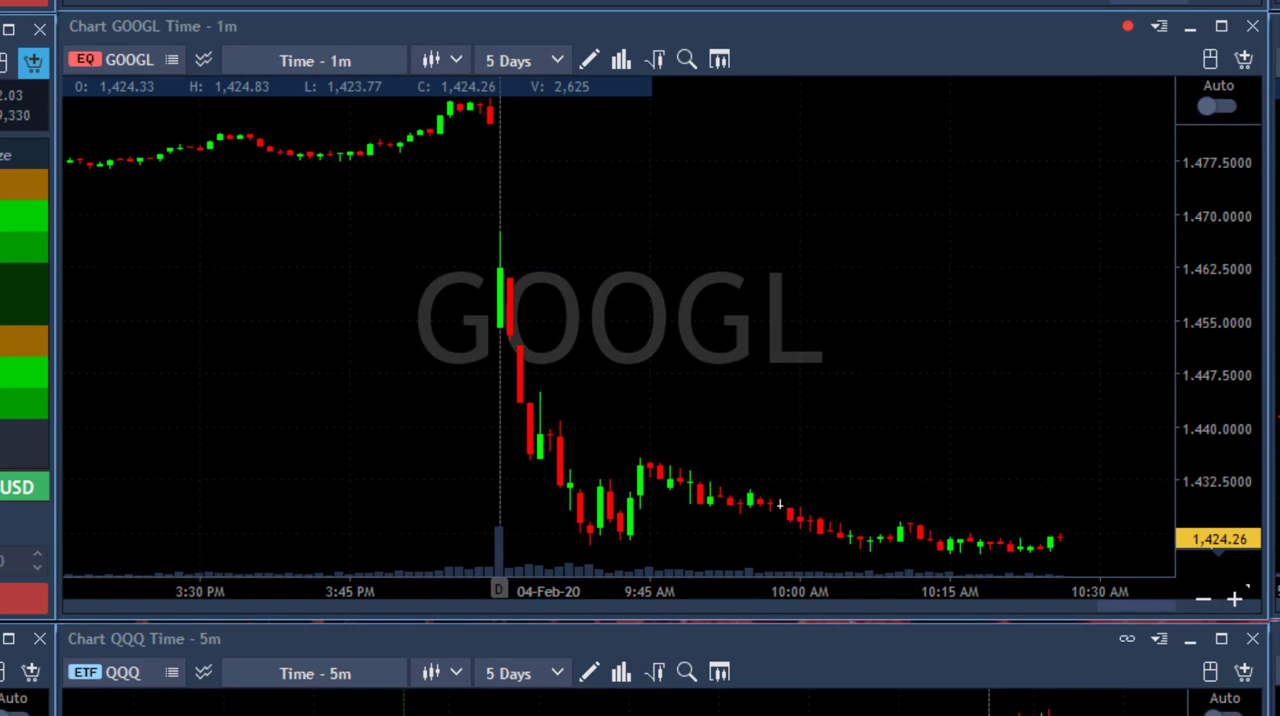 Chart GOOGL Time - 1m
EQ GOOGL Time - 1m 5 Days
O: 1,424.33 H: 1,424.83 L: 1,423.77 C: 1,424.26 V: 2,625
Auto
2.03
9,330
ze
USD
GOOGL
1.477.5000
1.470.0000
1.462.5000
1.455.0000
1.447.5000
1.440.0000
1.432.5000
1,424.26
3:30 PM 3:45 PM D 04-Feb-20 9:45 AM 10:00 AM 10:15 AM 10:30 AM
Chart QQQ Time - 5m
ETF QQQ Time - 5m 5 Days
Auto Auto